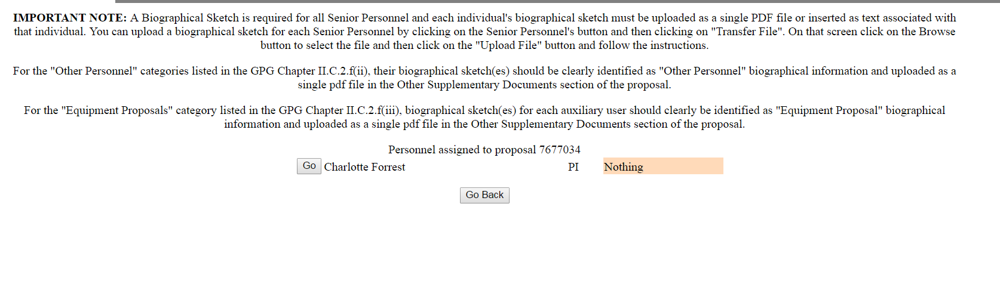 IMPORTANT NOTE: A Biographical Sketch is required for all Senior Personnel and each individual's biographical sketch must be uploaded as a single PDF file or inserted as text associated with
that individual. You can upload a biographical sketch for each Senior Personnel by clicking on the Senior Personnel's button and then clicking on "Transfer File". On that screen click on the Browse
button to select the file and then click on the "Upload File" button and follow the instructions.
For the "Other Personnel" categories listed in the GPG Chapter II.C.2.f(ii), their biographical sketch(es) should be clearly identified as "Other Personnel" biographical information and uploaded as a
single pdf file in the Other Supplementary Documents section of the proposal.
For the "Equipment Proposals" category listed in the GPG Chapter II.C.2.f(iii), biographical sketch(es) for each auxiliary user should clearly be identified as "Equipment Proposal" biographical
information and uploaded as a single pdf file in the Other Supplementary Documents section of the proposal.
Personnel assigned to proposal 7677034
Go Charlotte Forrest PI Nothing
Go Back